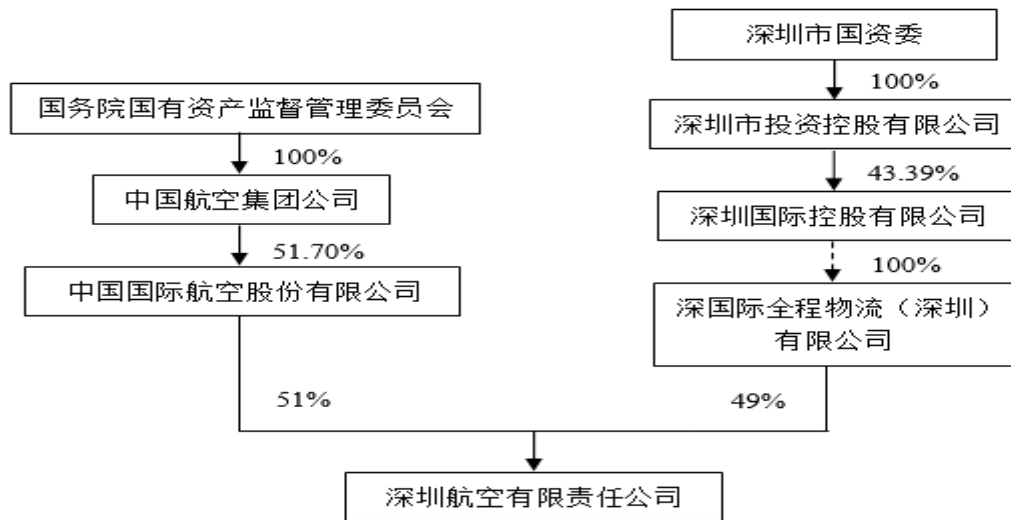 深圳市国资委
100%
国务院国有资产监督管理委员会
深圳市投资控股有限公司
100%
43.39%
中国航空集团公司
深圳国际控股有限公司
51.70%
100%
中国国际航空股份有限公司
深国际全程物流（深圳）
有限公司
51%
49%
深圳航空有限责任公司